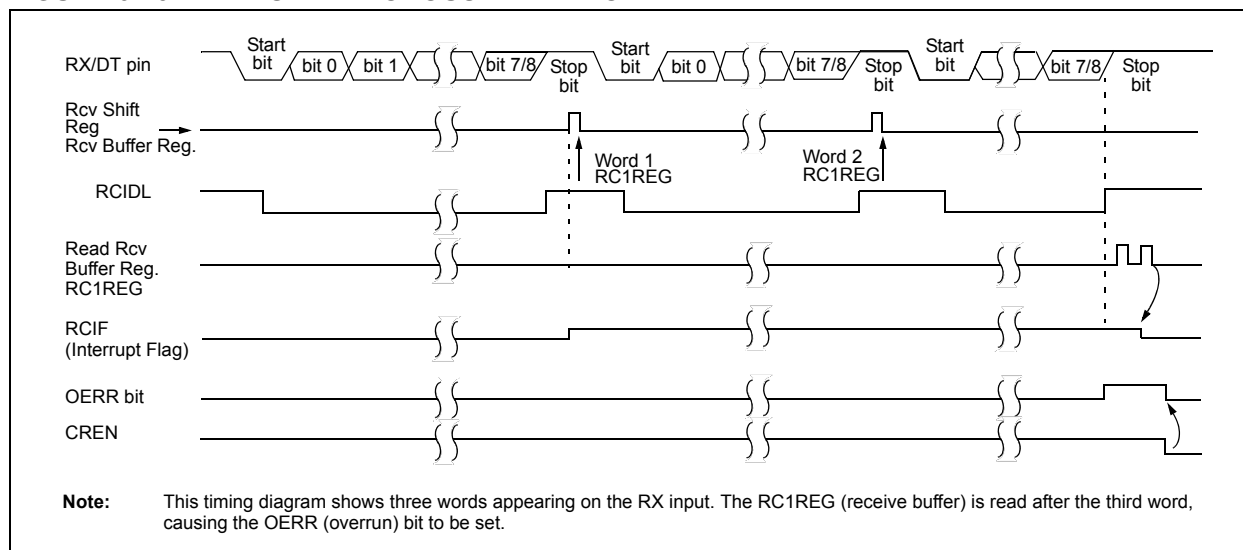 Start bit
bit 0
bit 1
bit 7/8
Stop bit
Start bit
bit 0
bit 7/8
Stop bit
Start bit
bit 7/8
Stop bit
RX/DT pin
Rcv Shift
Reg
Rcv Buffer Reg.
Word 1
RC1REG
Word 2
RC1REG
RCIDL
Read Rcv
Buffer Reg.
RC1REG
RCIF
(Interrupt Flag)
OERR bit
CREN
Note: This timing diagram shows three words appearing on the RX input. The RC1REG (receive buffer) is read after the third word,
causing the OERR (overrun) bit to be set.